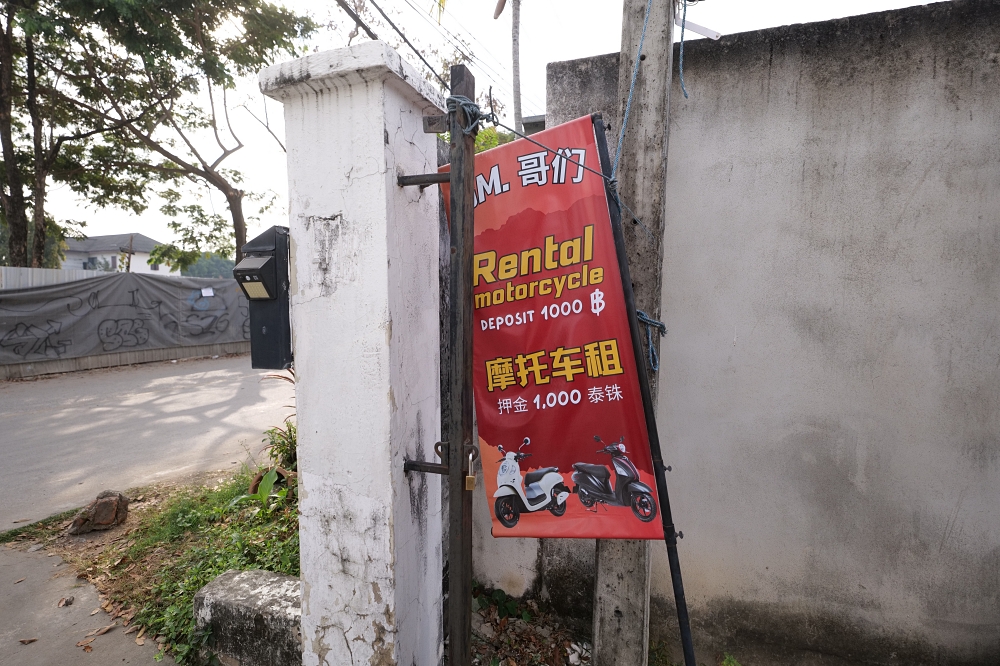 M. 哥们
Rental
motorcycle
DEPOSIT 1000 ฿
摩托车租
押金 1,000 泰铢